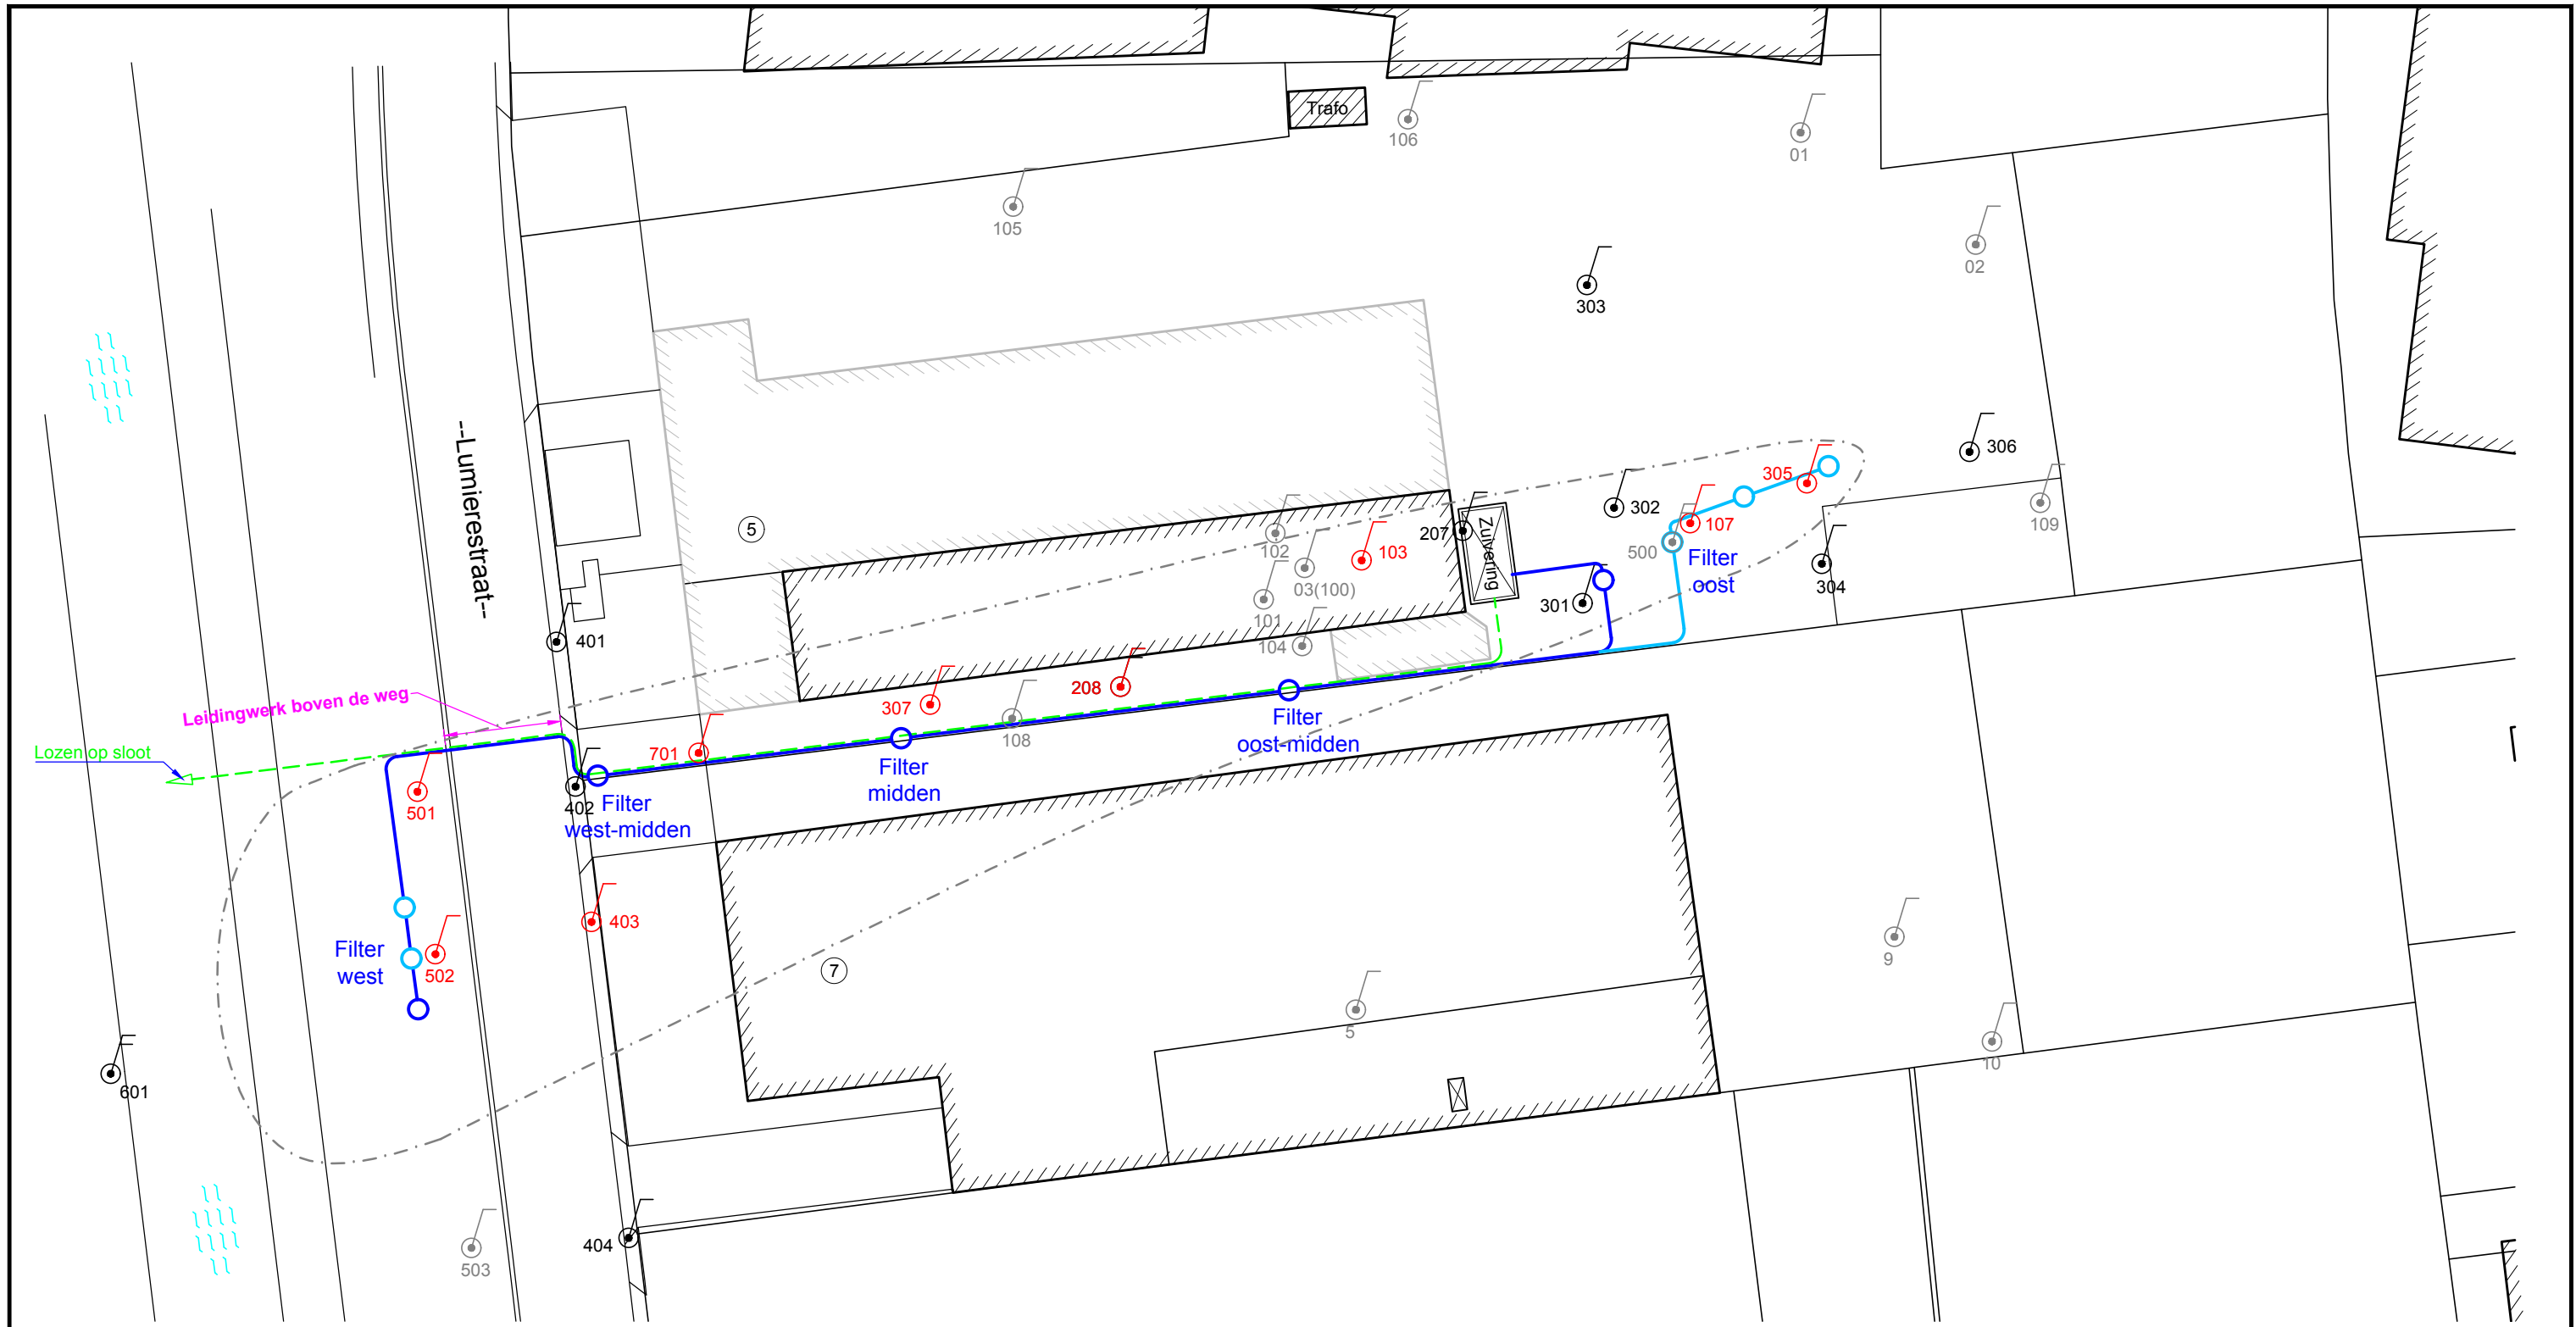 Trafo
106
01
105
02
303
--Lumierestraat--
306
305
109
302
107
5
207
Zuivering
102
103
500
Filter
oost
03(100)
304
301
101
401
104
Leidingwerk boven de weg
208
307
Filter
oost-midden
108
Lozen op sloot
701
Filter
midden
402
Filter
west-midden
501
403
Filter
west
502
7
9
5
10
601
404
503